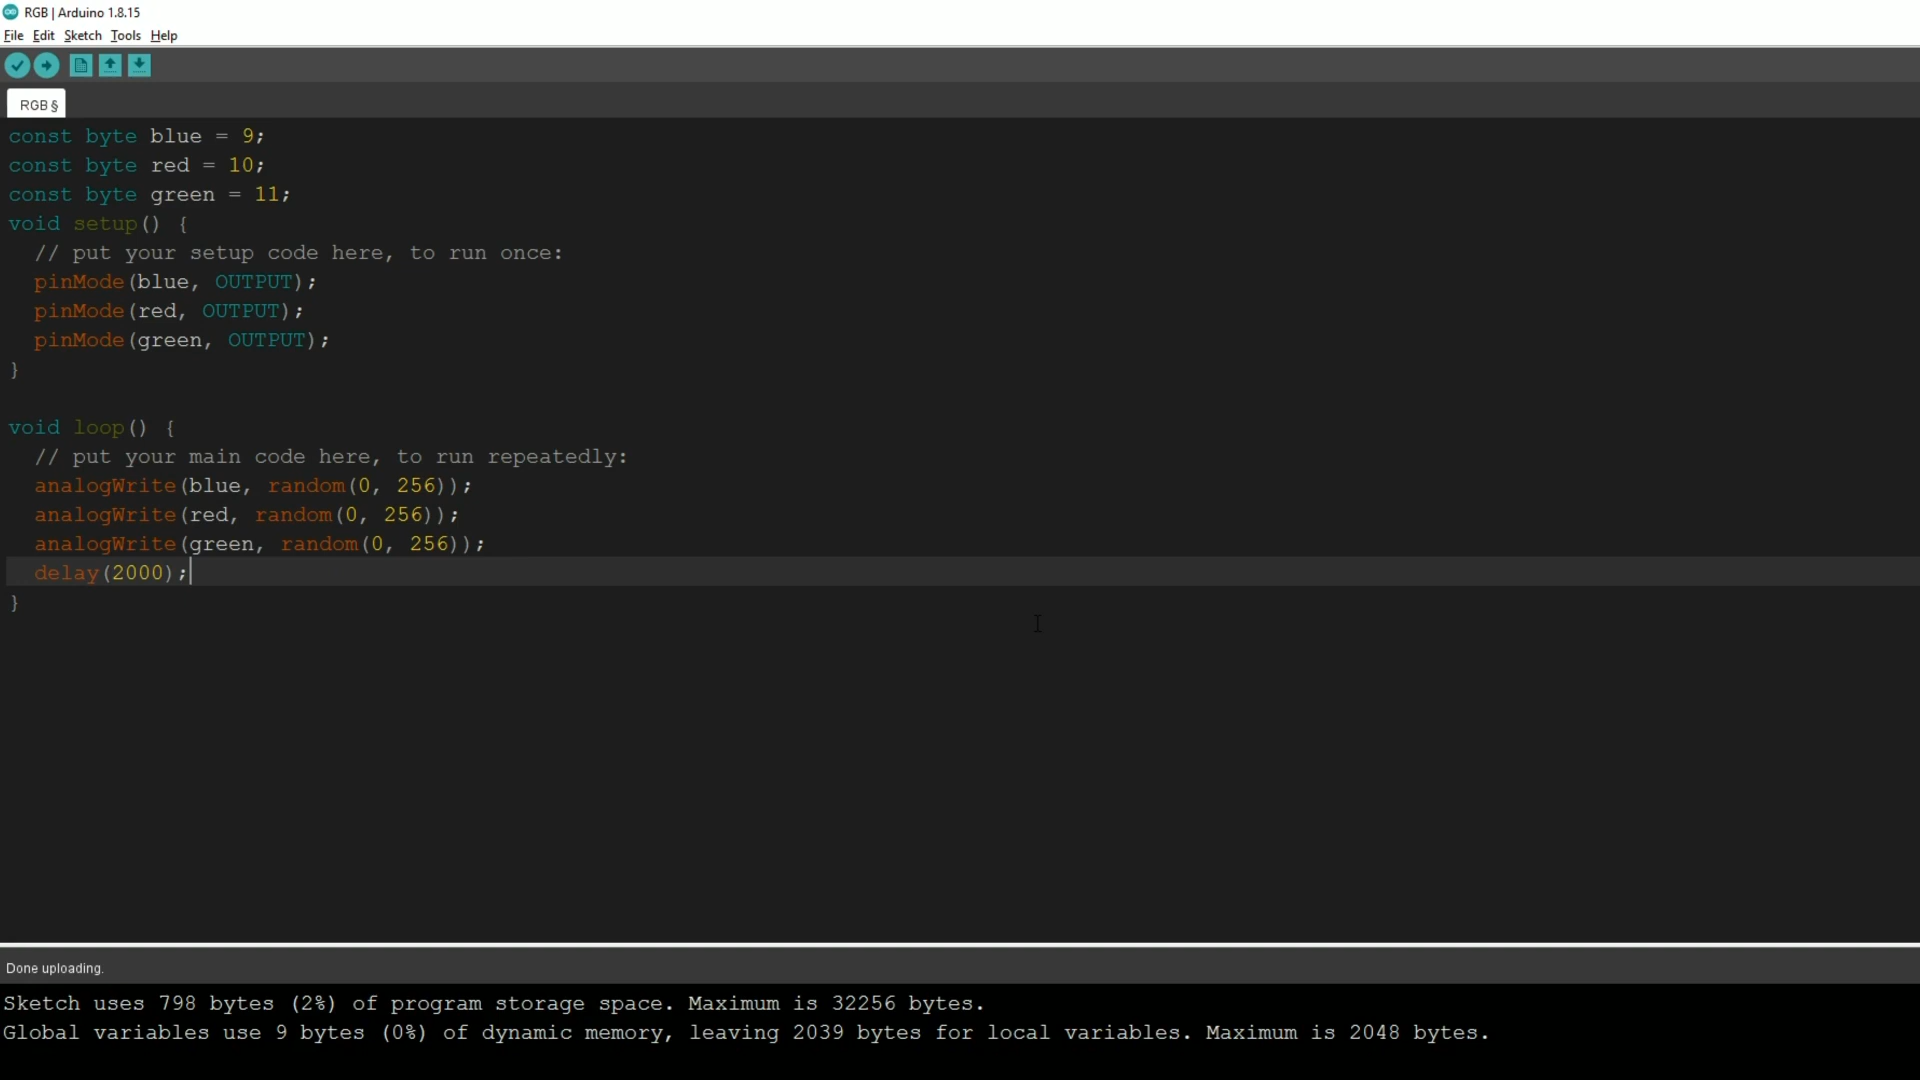 RGB | Arduino 1.8.15
File Edit Sketch Tools Help
RGB §
const byte blue = 9;
const byte red = 10;
const byte green = 11;
void setup() {
  // put your setup code here, to run once:
  pinMode(blue, OUTPUT);
  pinMode(red, OUTPUT);
  pinMode(green, OUTPUT);
}
void loop() {
  // put your main code here, to run repeatedly:
  analogWrite(blue, random(0, 256));
  analogWrite(red, random(0, 256));
  analogWrite(green, random(0, 256));
  delay(2000);
}
Done uploading.
Sketch uses 798 bytes (2%) of program storage space. Maximum is 32256 bytes.
Global variables use 9 bytes (0%) of dynamic memory, leaving 2039 bytes for local variables. Maximum is 2048 bytes.